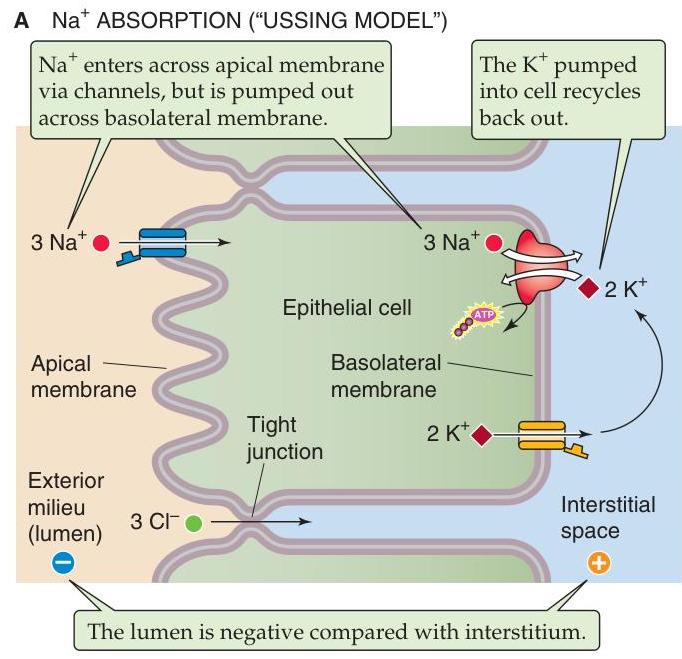 A Na⁺ ABSORPTION (“USSING MODEL”)
Na⁺ enters across apical membrane
via channels, but is pumped out
across basolateral membrane.
The K⁺ pumped
into cell recycles
back out.
3 Na⁺
3 Na⁺
2 K⁺
Epithelial cell
ATP
Apical
membrane
Basolateral
membrane
Tight
junction
2 K⁺
Exterior
milieu
(lumen)
3 Cl⁻
Interstitial
space
−
+
The lumen is negative compared with interstitium.